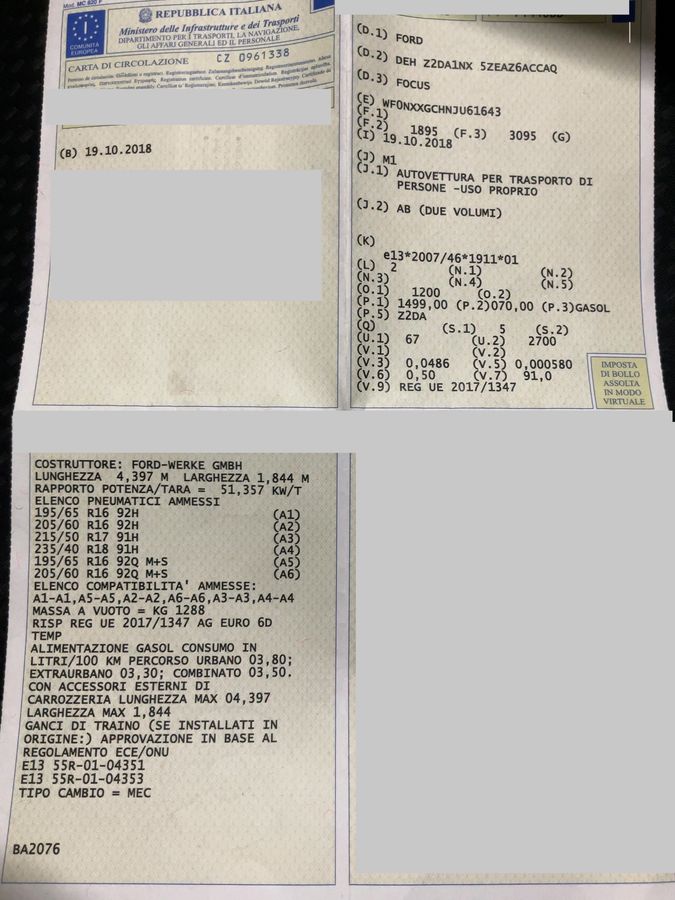 Mod. MC 820 F
COMUNITÀ
EUROPEA
REPUBBLICA ITALIANA
Ministero delle Infrastrutture e dei Trasporti
DIPARTIMENTO PER I TRASPORTI, LA NAVIGAZIONE,
GLI AFFARI GENERALI ED IL PERSONALE
CARTA DI CIRCOLAZIONE
CZ 0961338
(B) 19.10.2018
(D.1) FORD
(D.2) DEH Z2DA1NX 5ZEAZ6ACCAQ
(D.3) FOCUS
(E) WF0NXXGCHNJU61643
(F.1)
(F.2) 1895 (F.3) 3095 (G)
(I) 19.10.2018
(J) M1
(J.1) AUTOVETTURA PER TRASPORTO DI
PERSONE -USO PROPRIO
(J.2) AB (DUE VOLUMI)
(K)
e13*2007/46*1911*01
(L) 2 (N.1) (N.2)
(N.3) (N.4) (N.5)
(O.1) 1200 (O.2)
(P.1) 1499,00 (P.2)070,00 (P.3)GASOL
(P.5) Z2DA
(Q) (S.1) 5 (S.2)
(U.1) 67 (U.2) 2700
(V.1) (V.2)
(V.3) 0,0486 (V.5) 0,000580
(V.6) 0,50 (V.7) 91,0
(V.9) REG UE 2017/1347
IMPOSTA
DI BOLLO
ASSOLTA
IN MODO
VIRTUALE
COSTRUTTORE: FORD-WERKE GMBH
LUNGHEZZA 4,397 M LARGHEZZA 1,844 M
RAPPORTO POTENZA/TARA = 51,357 KW/T
ELENCO PNEUMATICI AMMESSI
195/65 R16 92H (A1)
205/60 R16 92H (A2)
215/50 R17 91H (A3)
235/40 R18 91H (A4)
195/65 R16 92Q M+S (A5)
205/60 R16 92Q M+S (A6)
ELENCO COMPATIBILITA' AMMESSE:
A1-A1,A5-A5,A2-A2,A6-A6,A3-A3,A4-A4
MASSA A VUOTO = KG 1288
RISP REG UE 2017/1347 AG EURO 6D
TEMP
ALIMENTAZIONE GASOL CONSUMO IN
LITRI/100 KM PERCORSO URBANO 03,80;
EXTRAURBANO 03,30; COMBINATO 03,50.
CON ACCESSORI ESTERNI DI
CARROZZERIA LUNGHEZZA MAX 04,397
LARGHEZZA MAX 1,844
GANCI DI TRAINO (SE INSTALLATI IN
ORIGINE:) APPROVAZIONE IN BASE AL
REGOLAMENTO ECE/ONU
E13 55R-01-04351
E13 55R-01-04353
TIPO CAMBIO = MEC
BA2076